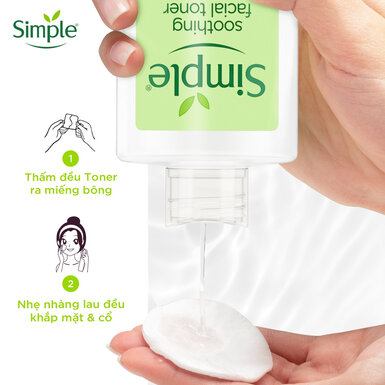 Simple®
soothing
facial toner
Simple®
1
Thấm đều Toner
ra miếng bông
2
Nhẹ nhàng lau đều
khắp mặt & cổ